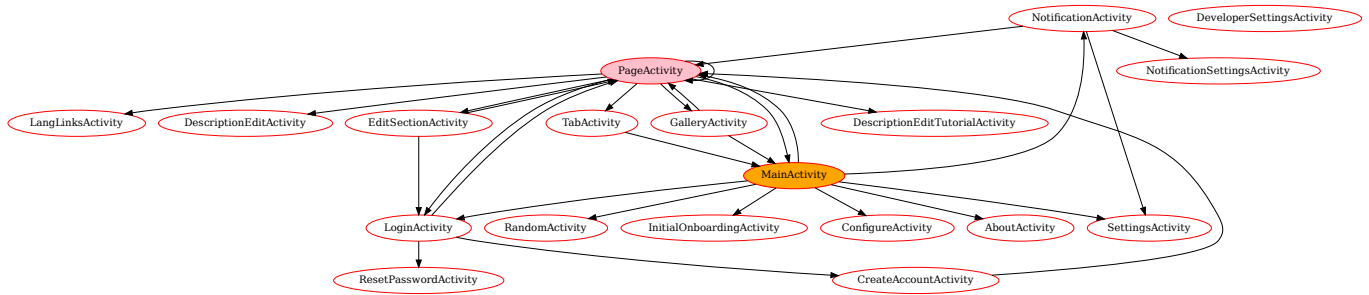 NotificationActivity
DeveloperSettingsActivity
PageActivity
NotificationSettingsActivity
LangLinksActivity
DescriptionEditActivity
EditSectionActivity
TabActivity
GalleryActivity
DescriptionEditTutorialActivity
MainActivity
LoginActivity
RandomActivity
InitialOnboardingActivity
ConfigureActivity
AboutActivity
SettingsActivity
ResetPasswordActivity
CreateAccountActivity